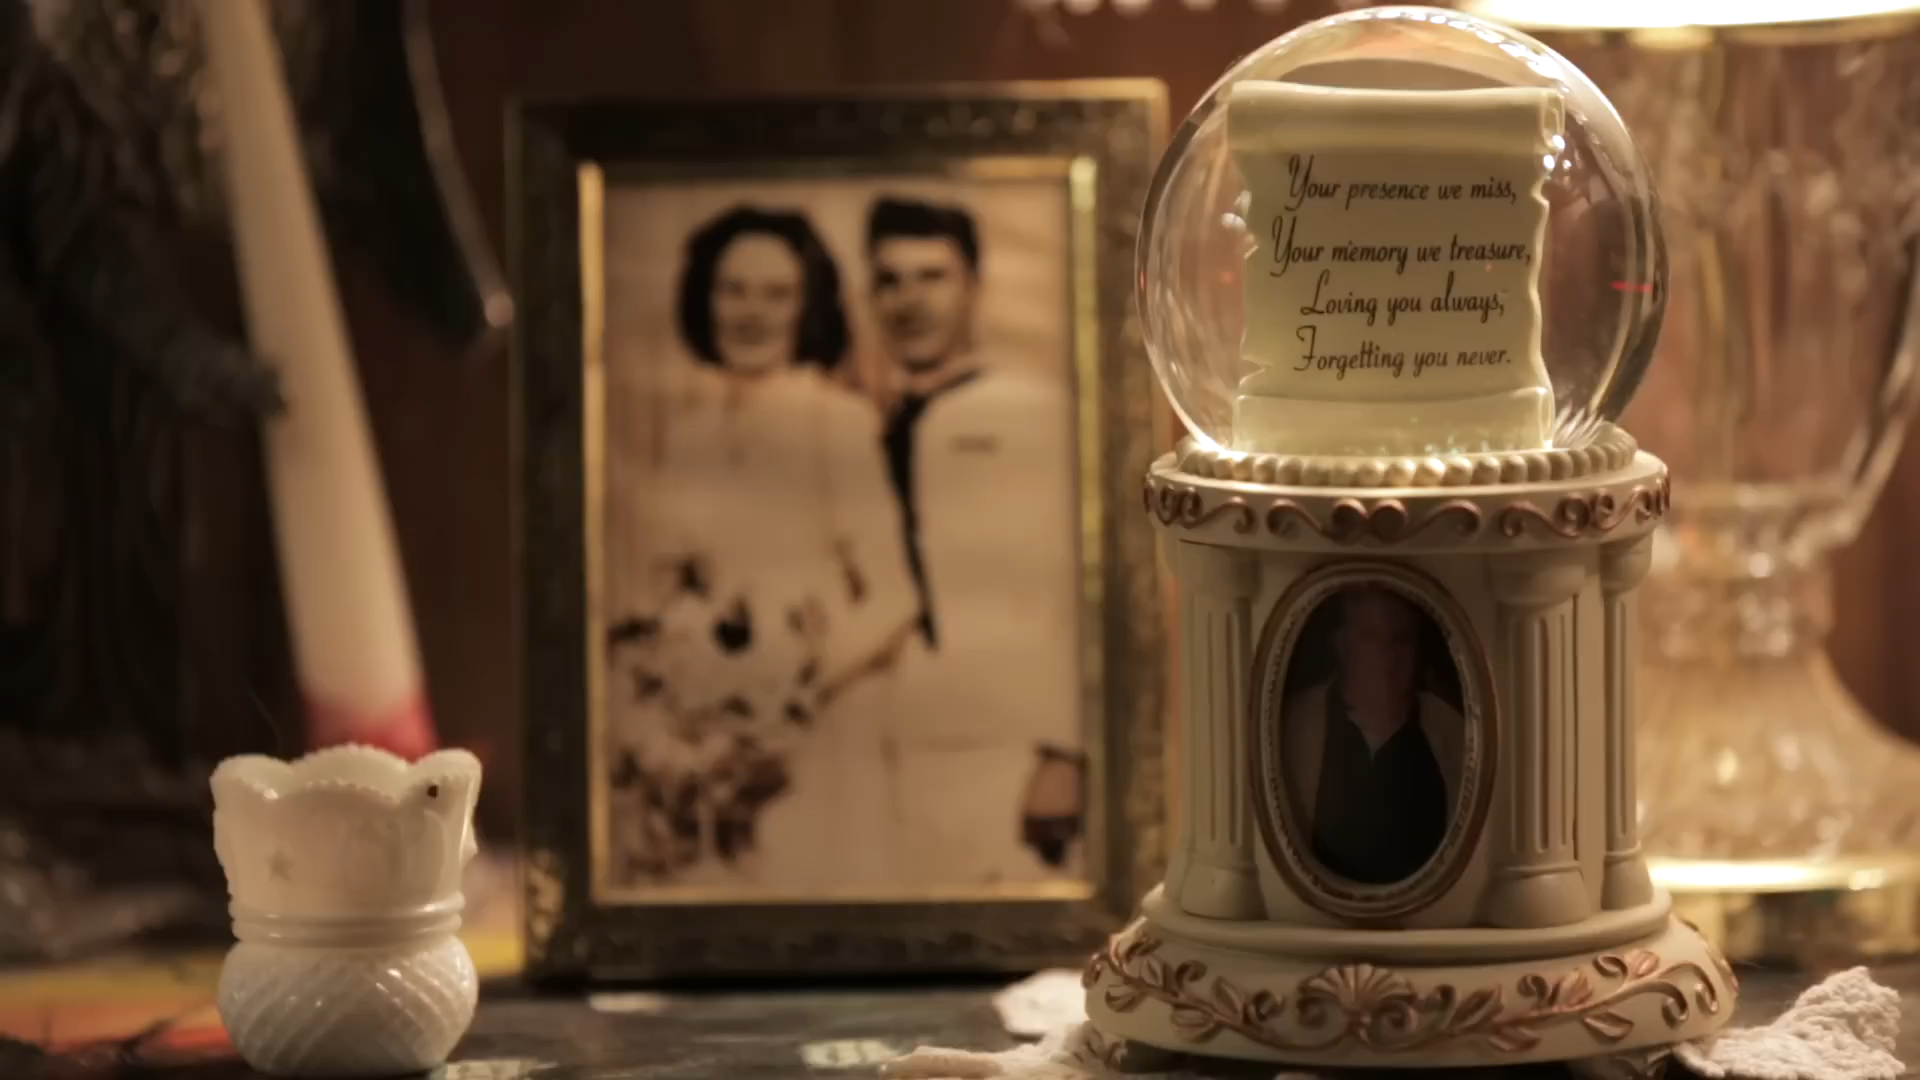 Your presence we miss,
Your memory we treasure,
Loving you always,
Forgetting you never.